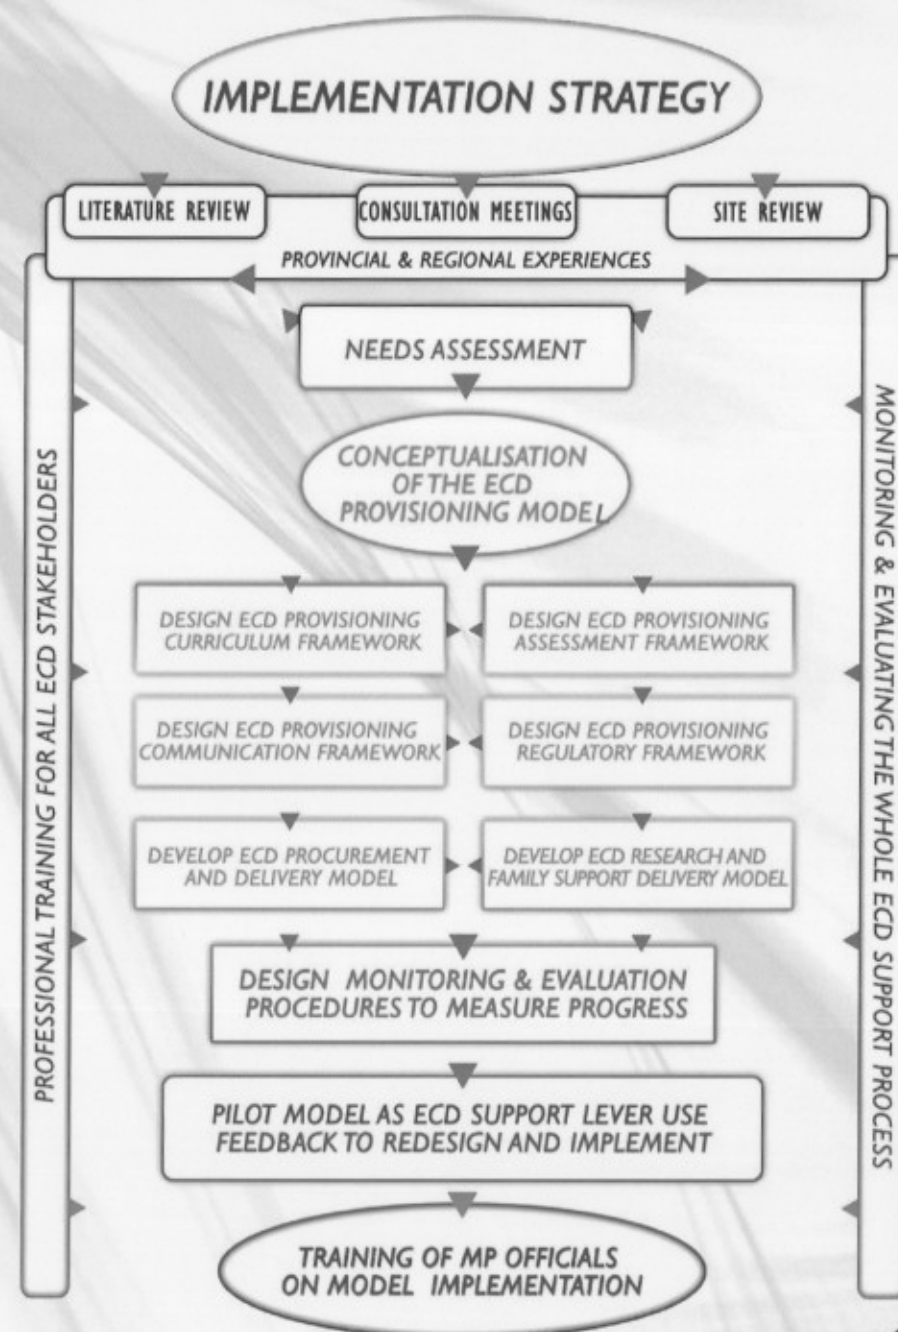 IMPLEMENTATION STRATEGY
LITERATURE REVIEW
CONSULTATION MEETINGS
SITE REVIEW
PROVINCIAL & REGIONAL EXPERIENCES
NEEDS ASSESSMENT
CONCEPTUALISATION
OF THE ECD
PROVISIONING MODEL
DESIGN ECD PROVISIONING
CURRICULUM FRAMEWORK
DESIGN ECD PROVISIONING
ASSESSMENT FRAMEWORK
DESIGN ECD PROVISIONING
COMMUNICATION FRAMEWORK
DESIGN ECD PROVISIONING
REGULATORY FRAMEWORK
DEVELOP ECD PROCUREMENT
AND DELIVERY MODEL
DEVELOP ECD RESEARCH AND
FAMILY SUPPORT DELIVERY MODEL
DESIGN MONITORING & EVALUATION
PROCEDURES TO MEASURE PROGRESS
PILOT MODEL AS ECD SUPPORT LEVER USE
FEEDBACK TO REDESIGN AND IMPLEMENT
TRAINING OF MP OFFICIALS
ON MODEL IMPLEMENTATION
PROFESSIONAL TRAINING FOR ALL ECD STAKEHOLDERS
MONITORING & EVALUATING THE WHOLE ECD SUPPORT PROCESS